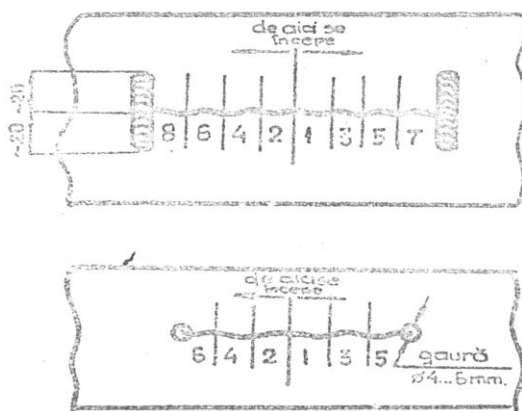 de aici se
începe
~20 ~20
8 6 4 2 1 3 5 7
de aici se
începe
6 4 2 1 3 5
gaură
ø4...6mm.